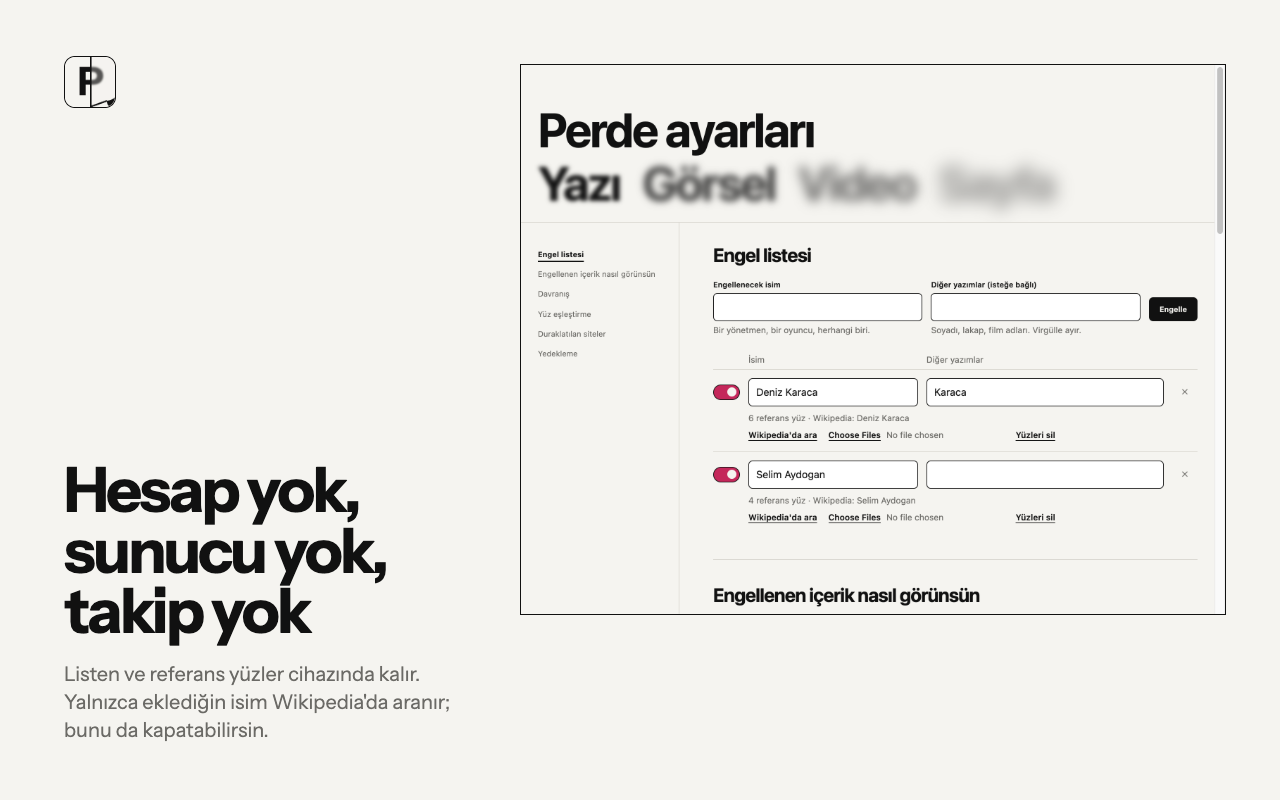 P
Hesap yok,
sunucu yok,
takip yok
Listen ve referans yüzler cihazında kalır.
Yalnızca eklediğin isim Wikipedia'da aranır;
bunu da kapatabilirsin.
Perde ayarları
Yazı Görsel Video Sayfa
Engel listesi
Engellenen içerik nasıl görünsün
Davranış
Yüz eşleştirme
Duraklatılan siteler
Yedekleme
Engel listesi
Engellenecek isim Diğer yazımlar (isteğe bağlı)
Engelle
Bir yönetmen, bir oyuncu, herhangi biri. Soyadı, lakap, film adları. Virgülle ayır.
İsim Diğer yazımlar
Deniz Karaca Karaca ×
6 referans yüz · Wikipedia: Deniz Karaca
Wikipedia'da ara Choose Files No file chosen Yüzleri sil
Selim Aydogan ×
4 referans yüz · Wikipedia: Selim Aydogan
Wikipedia'da ara Choose Files No file chosen Yüzleri sil
Engellenen içerik nasıl görünsün